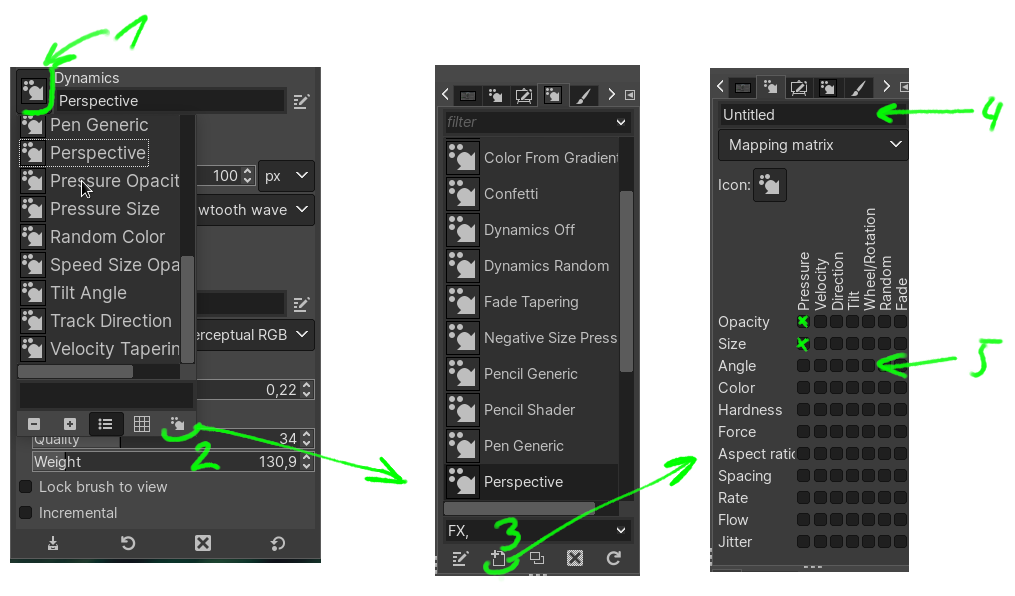 1
Dynamics
Perspective
Pen Generic
Perspective
Pressure Opacit
Pressure Size
Random Color
Speed Size Opa
Tilt Angle
Track Direction
Velocity Taperin
100
px
wtooth wave
erceptual RGB
0,22
Quality
34
2
Weight
130,9
Lock brush to view
Incremental
filter
Color From Gradient
Confetti
Dynamics Off
Dynamics Random
Fade Tapering
Negative Size Press
Pencil Generic
Pencil Shader
Pen Generic
Perspective
FX,
3
Untitled
4
Mapping matrix
Icon:
Pressure
Velocity
Direction
Tilt
Wheel/Rotation
Random
Fade
Opacity
Size
Angle
5
Color
Hardness
Force
Aspect ratio
Spacing
Rate
Flow
Jitter